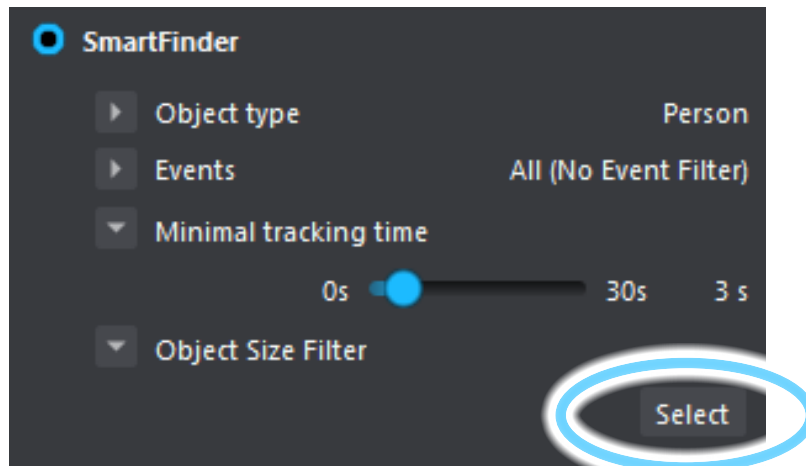 SmartFinder
Object type Person
Events All (No Event Filter)
Minimal tracking time
0s 30s 3 s
Object Size Filter
Select